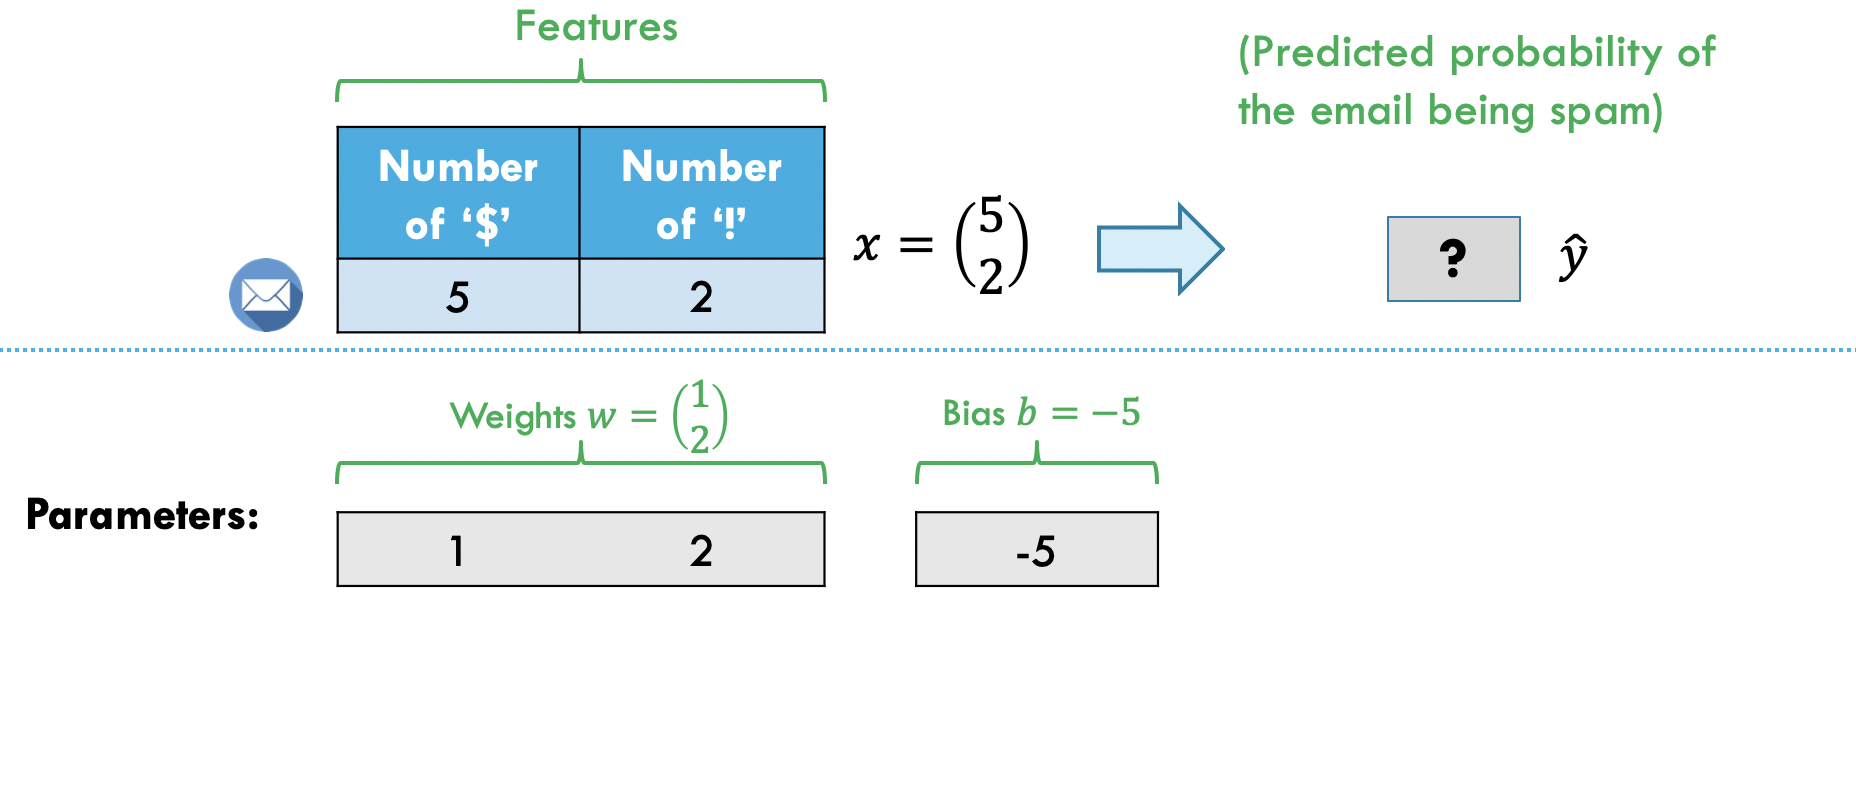 Features
(Predicted probability of
the email being spam)
Number of ‘$’
Number of ‘!’
5
2
x = (5 2)
?
ŷ
Weights w = (1 2)
Bias b = −5
Parameters:
1
2
-5